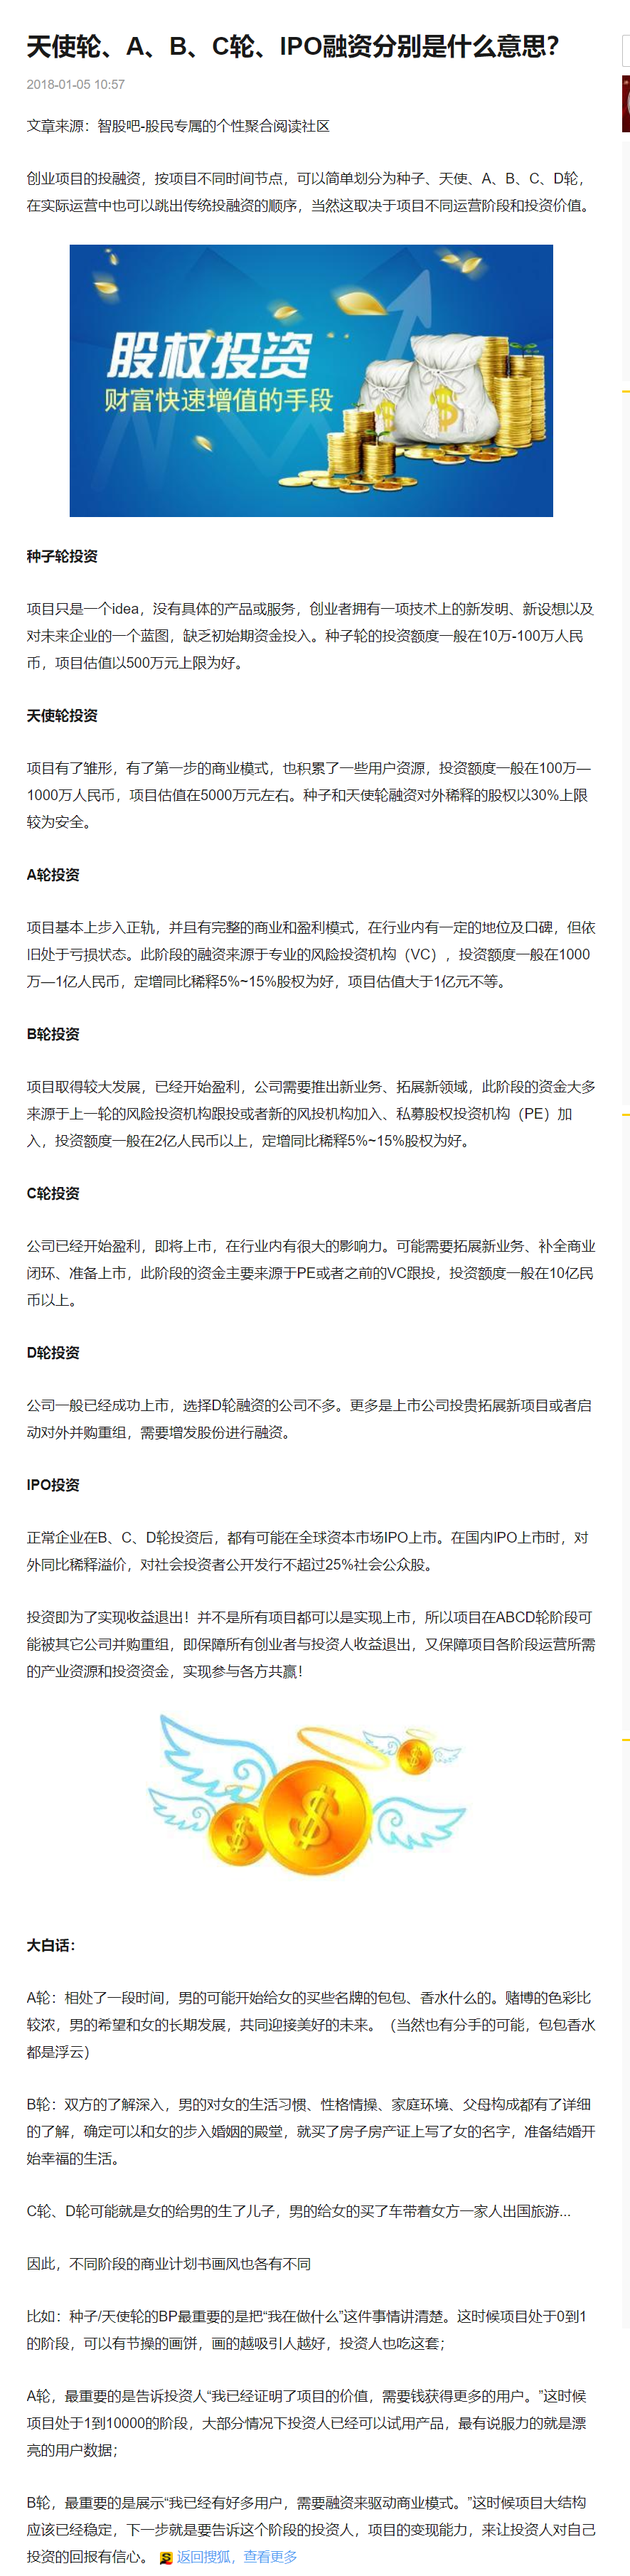 天使轮、A、B、C轮、IPO融资分别是什么意思？
2018-01-05 10:57
文章来源：智股吧-股民专属的个性聚合阅读社区
创业项目的投融资，按项目不同时间节点，可以简单划分为种子、天使、A、B、C、D轮，
在实际运营中也可以跳出传统投融资的顺序，当然这取决于项目不同运营阶段和投资价值。
股权投资
财富快速增值的手段
种子轮投资
项目只是一个idea，没有具体的产品或服务，创业者拥有一项技术上的新发明、新设想以及
对未来企业的一个蓝图，缺乏初始期资金投入。种子轮的投资额度一般在10万-100万人民
币，项目估值以500万元上限为好。
天使轮投资
项目有了雏形，有了第一步的商业模式，也积累了一些用户资源，投资额度一般在100万—
1000万人民币，项目估值在5000万元左右。种子和天使轮融资对外稀释的股权以30%上限
较为安全。
A轮投资
项目基本上步入正轨，并且有完整的商业和盈利模式，在行业内有一定的地位及口碑，但依
旧处于亏损状态。此阶段的融资来源于专业的风险投资机构（VC），投资额度一般在1000
万—1亿人民币，定增同比稀释5%~15%股权为好，项目估值大于1亿元不等。
B轮投资
项目取得较大发展，已经开始盈利，公司需要推出新业务、拓展新领域，此阶段的资金大多
来源于上一轮的风险投资机构跟投或者新的风投机构加入、私募股权投资机构（PE）加
入，投资额度一般在2亿人民币以上，定增同比稀释5%~15%股权为好。
C轮投资
公司已经开始盈利，即将上市，在行业内有很大的影响力。可能需要拓展新业务、补全商业
闭环、准备上市，此阶段的资金主要来源于PE或者之前的VC跟投，投资额度一般在10亿民
币以上。
D轮投资
公司一般已经成功上市，选择D轮融资的公司不多。更多是上市公司投贵拓展新项目或者启
动对外并购重组，需要增发股份进行融资。
IPO投资
正常企业在B、C、D轮投资后，都有可能在全球资本市场IPO上市。在国内IPO上市时，对
外同比稀释溢价，对社会投资者公开发行不超过25%社会公众股。
投资即为了实现收益退出！并不是所有项目都可以是实现上市，所以项目在ABCD轮阶段可
能被其它公司并购重组，即保障所有创业者与投资人收益退出，又保障项目各阶段运营所需
的产业资源和投资资金，实现参与各方共赢！
大白话：
A轮：相处了一段时间，男的可能开始给女的买些名牌的包包、香水什么的。赌博的色彩比
较浓，男的希望和女的长期发展，共同迎接美好的未来。（当然也有分手的可能，包包香水
都是浮云）
B轮：双方的了解深入，男的对女的生活习惯、性格情操、家庭环境、父母构成都有了详细
的了解，确定可以和女的步入婚姻的殿堂，就买了房子房产证上写了女的名字，准备结婚开
始幸福的生活。
C轮、D轮可能就是女的给男的生了儿子，男的给女的买了车带着女方一家人出国旅游...
因此，不同阶段的商业计划书画风也各有不同
比如：种子/天使轮的BP最重要的是把“我在做什么”这件事情讲清楚。这时候项目处于0到1
的阶段，可以有节操的画饼，画的越吸引人越好，投资人也吃这套；
A轮，最重要的是告诉投资人“我已经证明了项目的价值，需要钱获得更多的用户。”这时候
项目处于1到10000的阶段，大部分情况下投资人已经可以试用产品，最有说服力的就是漂
亮的用户数据；
B轮，最重要的是展示“我已经有好多用户，需要融资来驱动商业模式。”这时候项目大结构
应该已经稳定，下一步就是要告诉这个阶段的投资人，项目的变现能力，来让投资人对自己
投资的回报有信心。 返回搜狐，查看更多